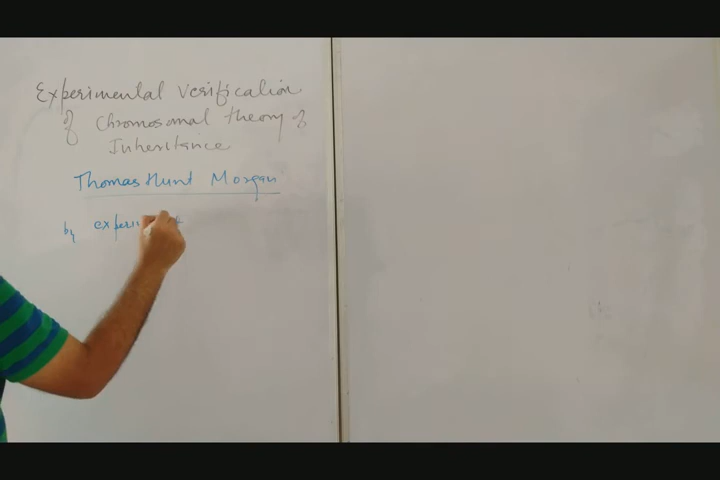 Experimental verification
of Chromosomal theory of
Inheritance
Thomas Hunt Morgan
by